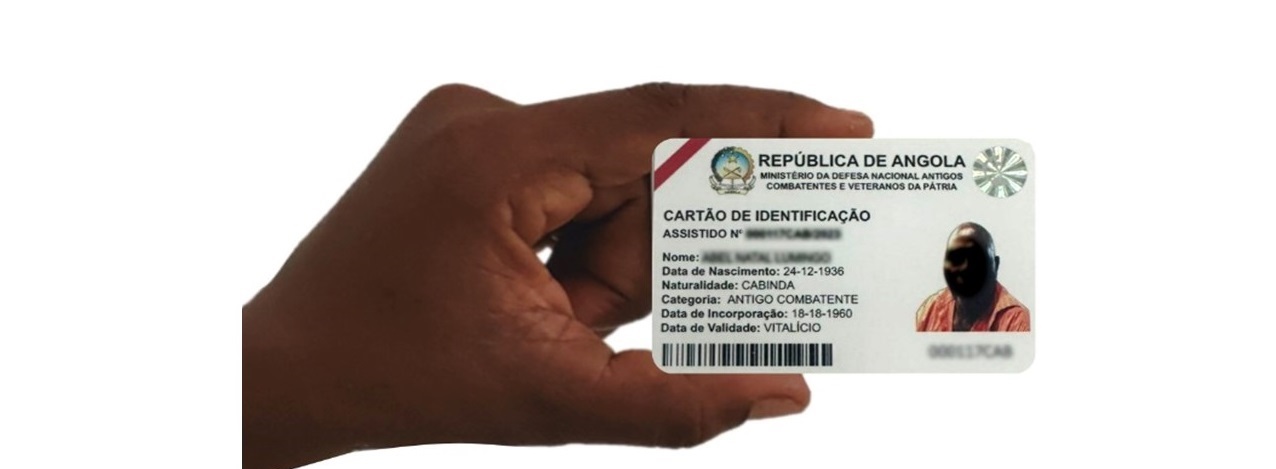 REPÚBLICA DE ANGOLA
MINISTÉRIO DA DEFESA NACIONAL ANTIGOS
COMBATENTES E VETERANOS DA PÁTRIA
CARTÃO DE IDENTIFICAÇÃO
ASSISTIDO Nº
Nome:
Data de Nascimento: 24-12-1936
Naturalidade: CABINDA
Categoria: ANTIGO COMBATENTE
Data de Incorporação: 18-18-1960
Data de Validade: VITALÍCIO